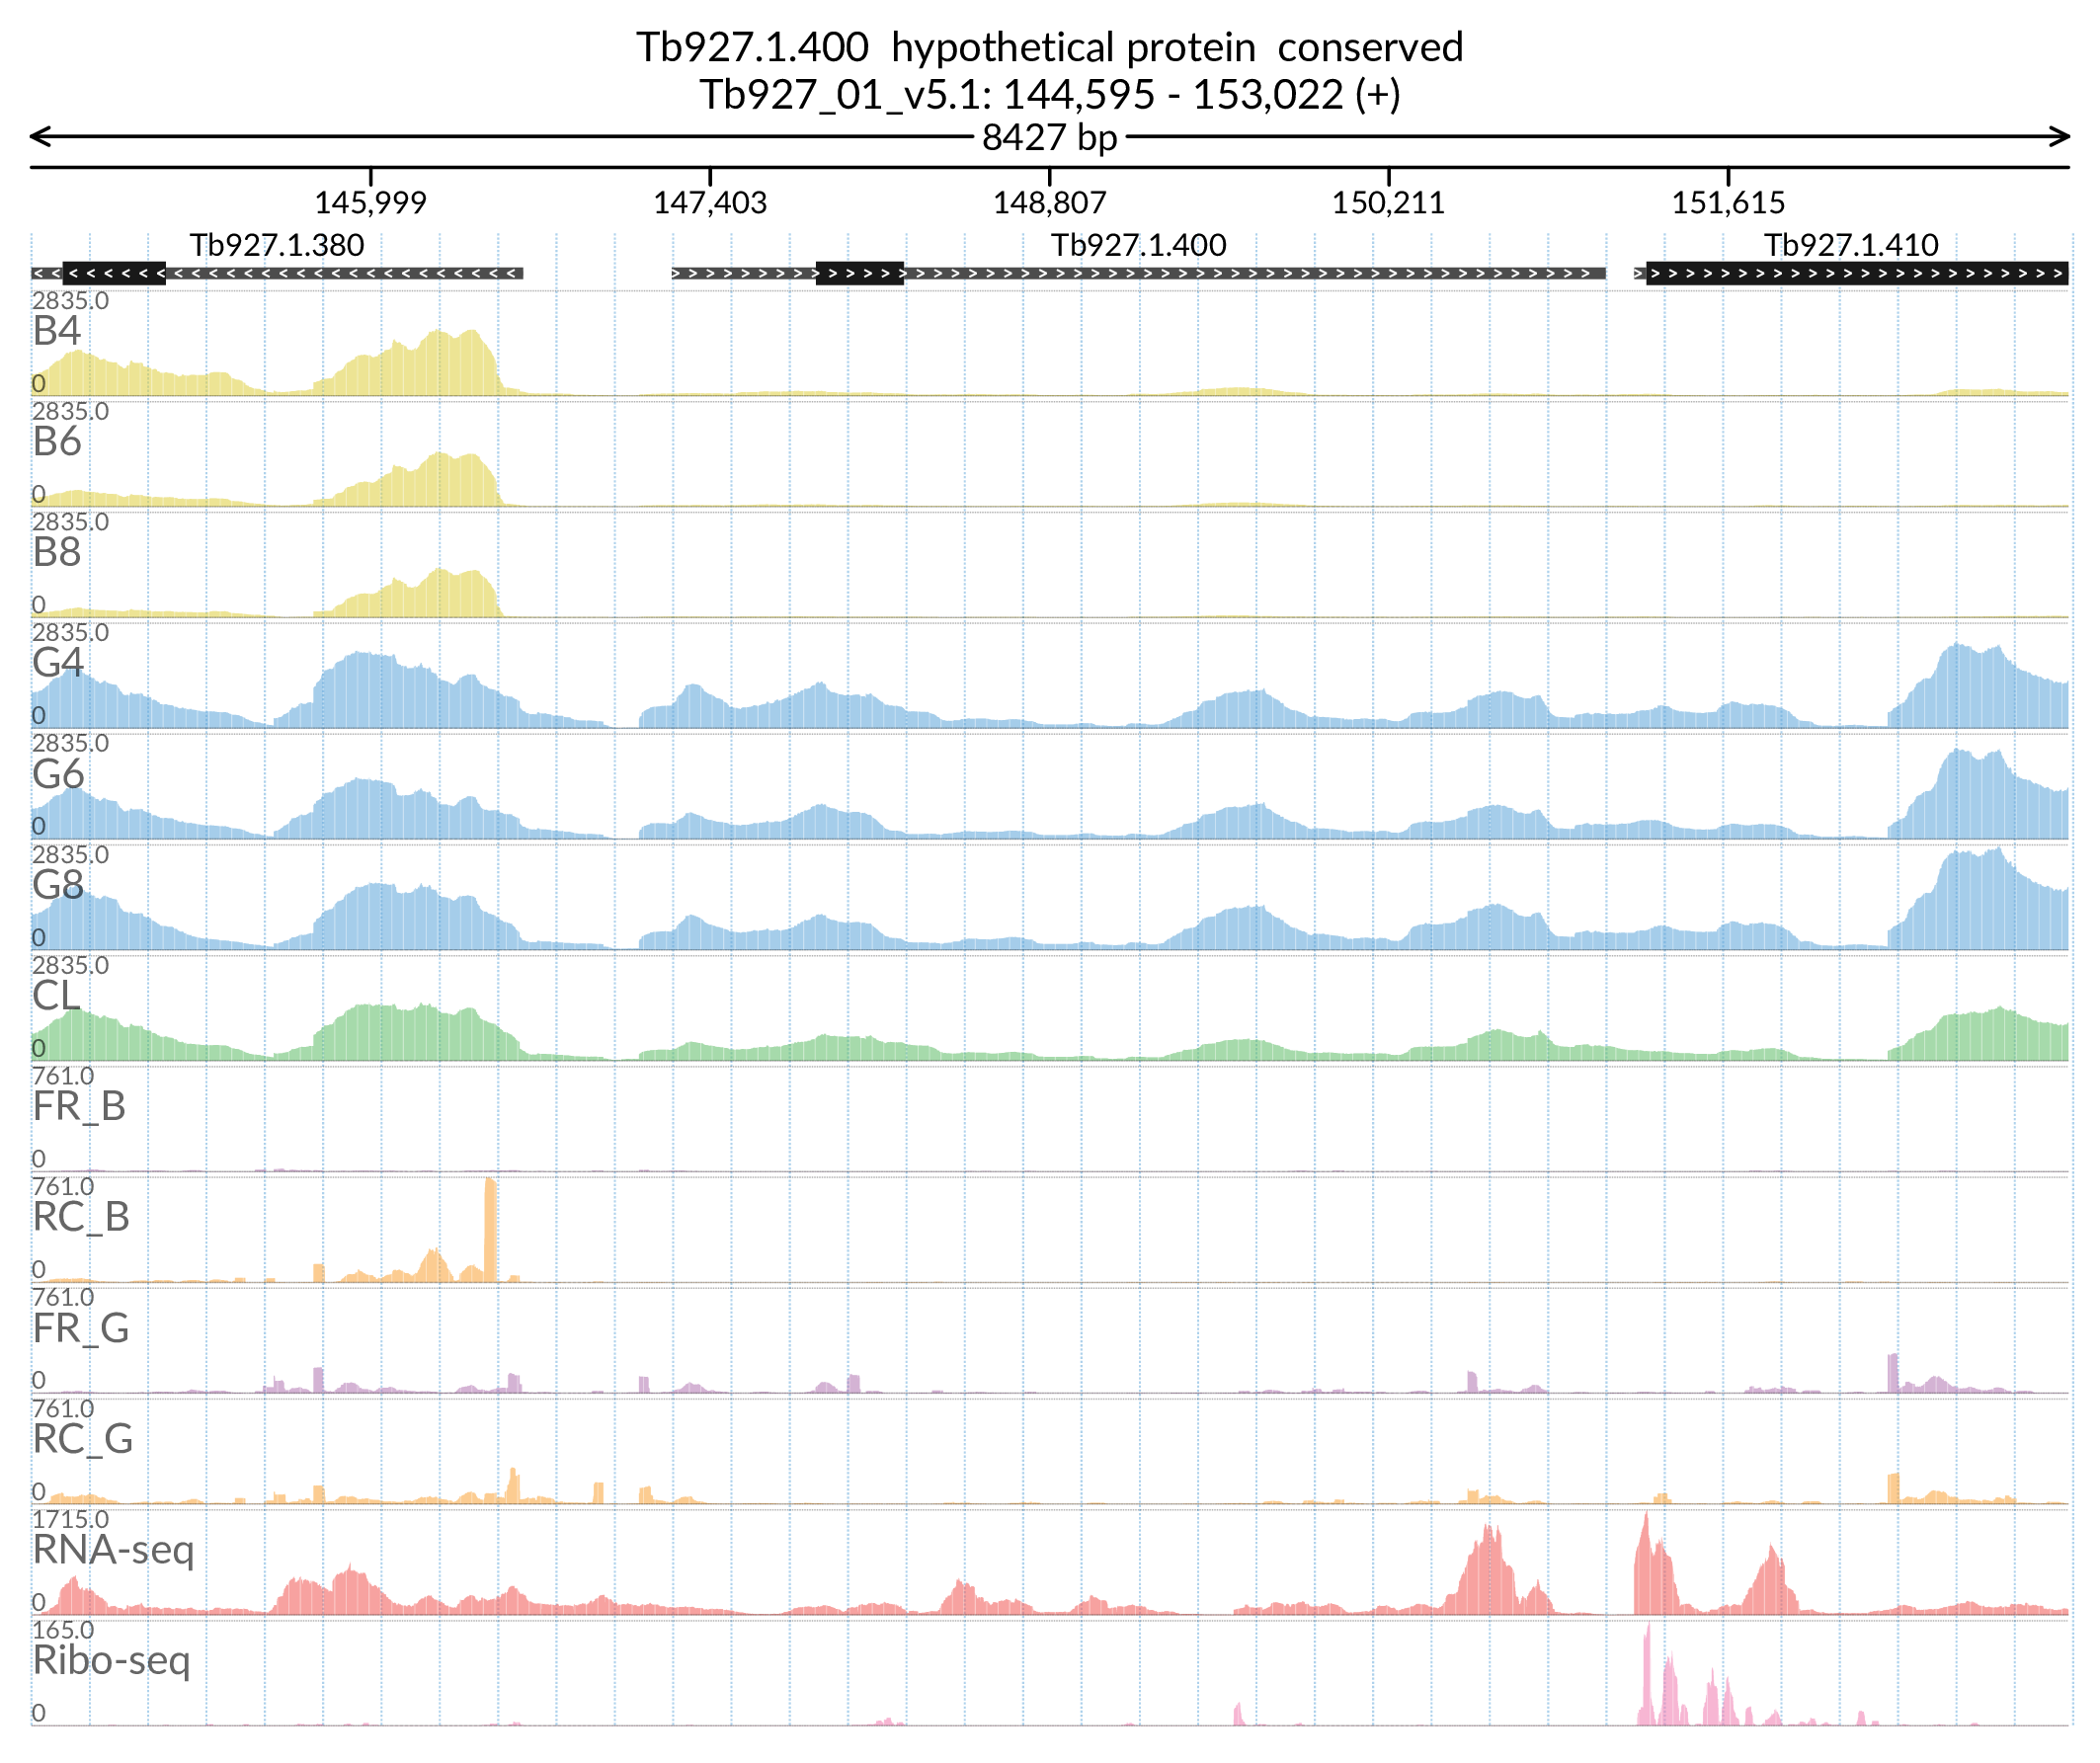 Tb927.1.400  hypothetical protein  conserved
Tb927_01_v5.1: 144,595 - 153,022 (+)
8427 bp
145,999 147,403 148,807 150,211 151,615
Tb927.1.380 Tb927.1.400 Tb927.1.410
2835.0
B4
0
2835.0
B6
0
2835.0
B8
0
2835.0
G4
0
2835.0
G6
0
2835.0
G8
0
2835.0
CL
0
761.0
FR_B
0
761.0
RC_B
0
761.0
FR_G
0
761.0
RC_G
0
1715.0
RNA-seq
0
165.0
Ribo-seq
0